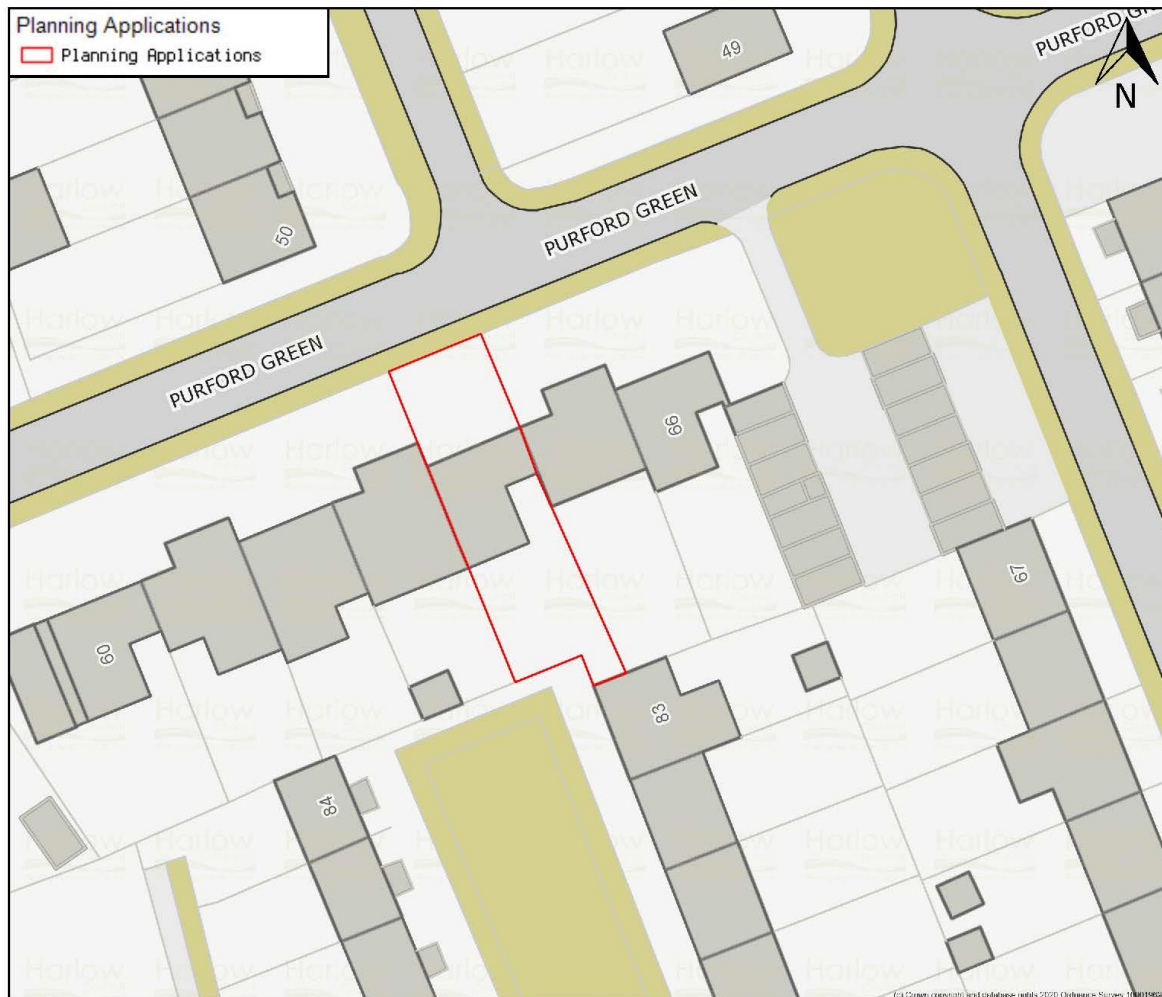 Planning Applications
Planning Applications
PURFORD GREEN
N
49
50
PURFORD GREEN
PURFORD GREEN
66
67
60
83
84
Harlow
(c) Crown copyright and database rights 2020 Ordnance Survey